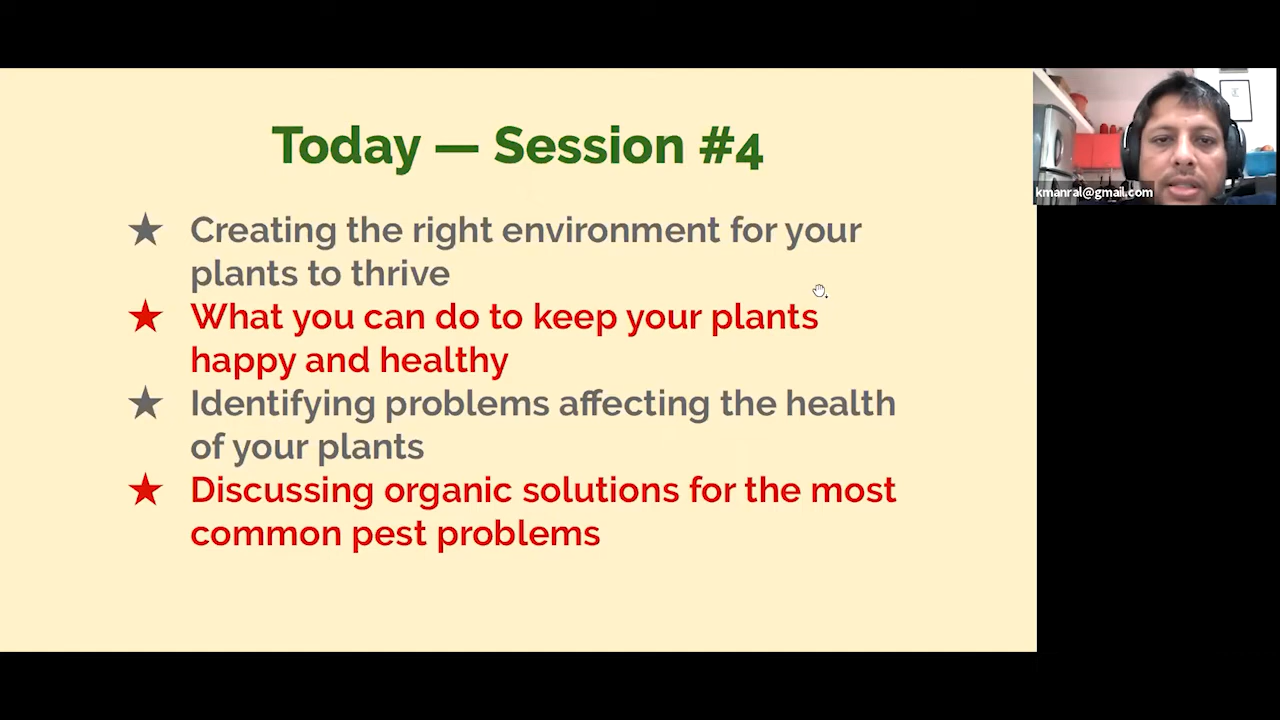 Today — Session #4
★ Creating the right environment for your
plants to thrive
★ What you can do to keep your plants
happy and healthy
★ Identifying problems affecting the health
of your plants
★ Discussing organic solutions for the most
common pest problems
kmanral@gmail.com